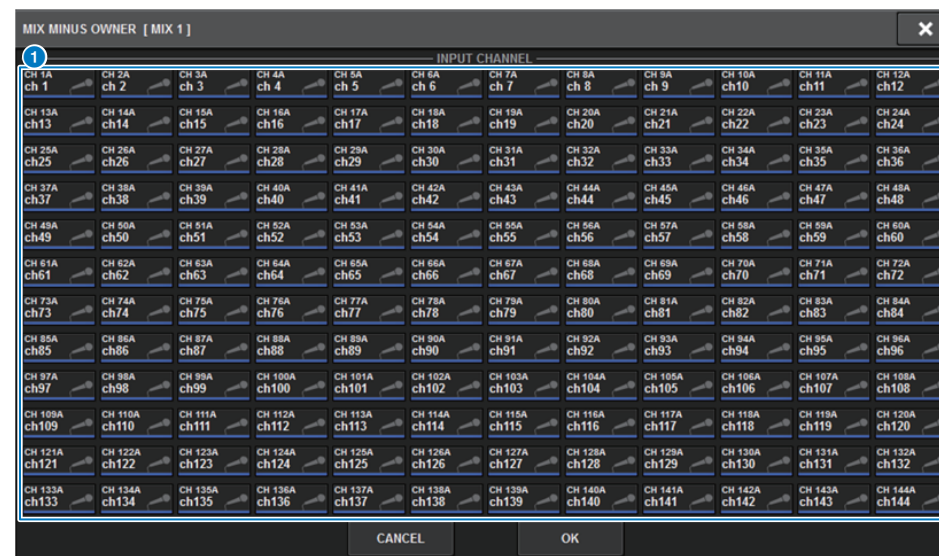 MIX MINUS OWNER [ MIX 1 ] ×
1
INPUT CHANNEL
CH 1A CH 2A CH 3A CH 4A CH 5A CH 6A CH 7A CH 8A CH 9A CH 10A CH 11A CH 12A
ch 1 ch 2 ch 3 ch 4 ch 5 ch 6 ch 7 ch 8 ch 9 ch10 ch11 ch12
CH 13A CH 14A CH 15A CH 16A CH 17A CH 18A CH 19A CH 20A CH 21A CH 22A CH 23A CH 24A
ch13 ch14 ch15 ch16 ch17 ch18 ch19 ch20 ch21 ch22 ch23 ch24
CH 25A CH 26A CH 27A CH 28A CH 29A CH 30A CH 31A CH 32A CH 33A CH 34A CH 35A CH 36A
ch25 ch26 ch27 ch28 ch29 ch30 ch31 ch32 ch33 ch34 ch35 ch36
CH 37A CH 38A CH 39A CH 40A CH 41A CH 42A CH 43A CH 44A CH 45A CH 46A CH 47A CH 48A
ch37 ch38 ch39 ch40 ch41 ch42 ch43 ch44 ch45 ch46 ch47 ch48
CH 49A CH 50A CH 51A CH 52A CH 53A CH 54A CH 55A CH 56A CH 57A CH 58A CH 59A CH 60A
ch49 ch50 ch51 ch52 ch53 ch54 ch55 ch56 ch57 ch58 ch59 ch60
CH 61A CH 62A CH 63A CH 64A CH 65A CH 66A CH 67A CH 68A CH 69A CH 70A CH 71A CH 72A
ch61 ch62 ch63 ch64 ch65 ch66 ch67 ch68 ch69 ch70 ch71 ch72
CH 73A CH 74A CH 75A CH 76A CH 77A CH 78A CH 79A CH 80A CH 81A CH 82A CH 83A CH 84A
ch73 ch74 ch75 ch76 ch77 ch78 ch79 ch80 ch81 ch82 ch83 ch84
CH 85A CH 86A CH 87A CH 88A CH 89A CH 90A CH 91A CH 92A CH 93A CH 94A CH 95A CH 96A
ch85 ch86 ch87 ch88 ch89 ch90 ch91 ch92 ch93 ch94 ch95 ch96
CH 97A CH 98A CH 99A CH 100A CH 101A CH 102A CH 103A CH 104A CH 105A CH 106A CH 107A CH 108A
ch97 ch98 ch99 ch100 ch101 ch102 ch103 ch104 ch105 ch106 ch107 ch108
CH 109A CH 110A CH 111A CH 112A CH 113A CH 114A CH 115A CH 116A CH 117A CH 118A CH 119A CH 120A
ch109 ch110 ch111 ch112 ch113 ch114 ch115 ch116 ch117 ch118 ch119 ch120
CH 121A CH 122A CH 123A CH 124A CH 125A CH 126A CH 127A CH 128A CH 129A CH 130A CH 131A CH 132A
ch121 ch122 ch123 ch124 ch125 ch126 ch127 ch128 ch129 ch130 ch131 ch132
CH 133A CH 134A CH 135A CH 136A CH 137A CH 138A CH 139A CH 140A CH 141A CH 142A CH 143A CH 144A
ch133 ch134 ch135 ch136 ch137 ch138 ch139 ch140 ch141 ch142 ch143 ch144
CANCEL OK